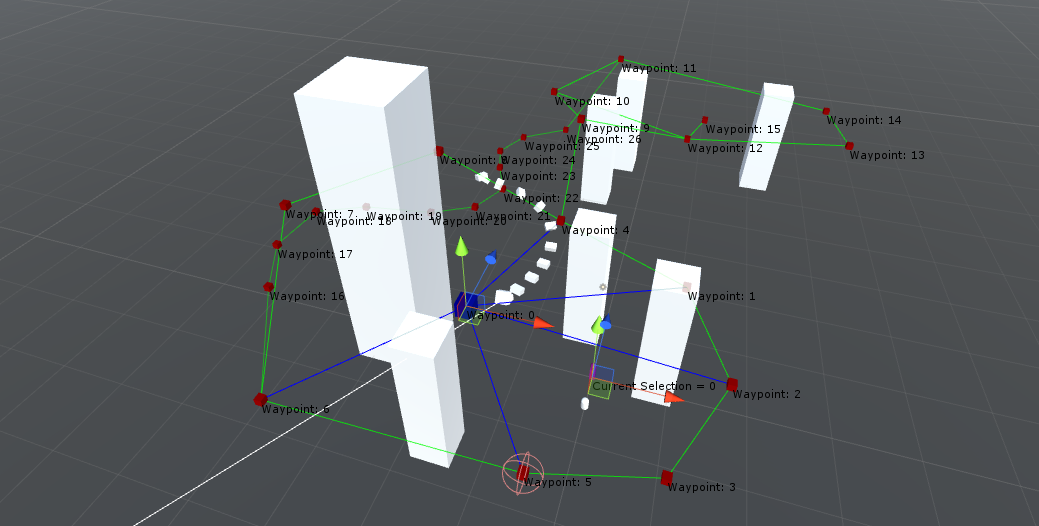 Waypoint: 11
Waypoint: 10
Waypoint: 14
Waypoint: 9
Waypoint: 15
Waypoint: 26
Waypoint: 25
Waypoint: 12
Waypoint: 13
Waypoint: 8
Waypoint: 24
Waypoint: 23
Waypoint: 22
Waypoint: 7
Waypoint: 18
Waypoint: 19
Waypoint: 20
Waypoint: 21
Waypoint: 4
Waypoint: 17
Waypoint: 16
Waypoint: 1
Waypoint: 0
Current Selection = 0
Waypoint: 2
Waypoint: 6
Waypoint: 5
Waypoint: 3